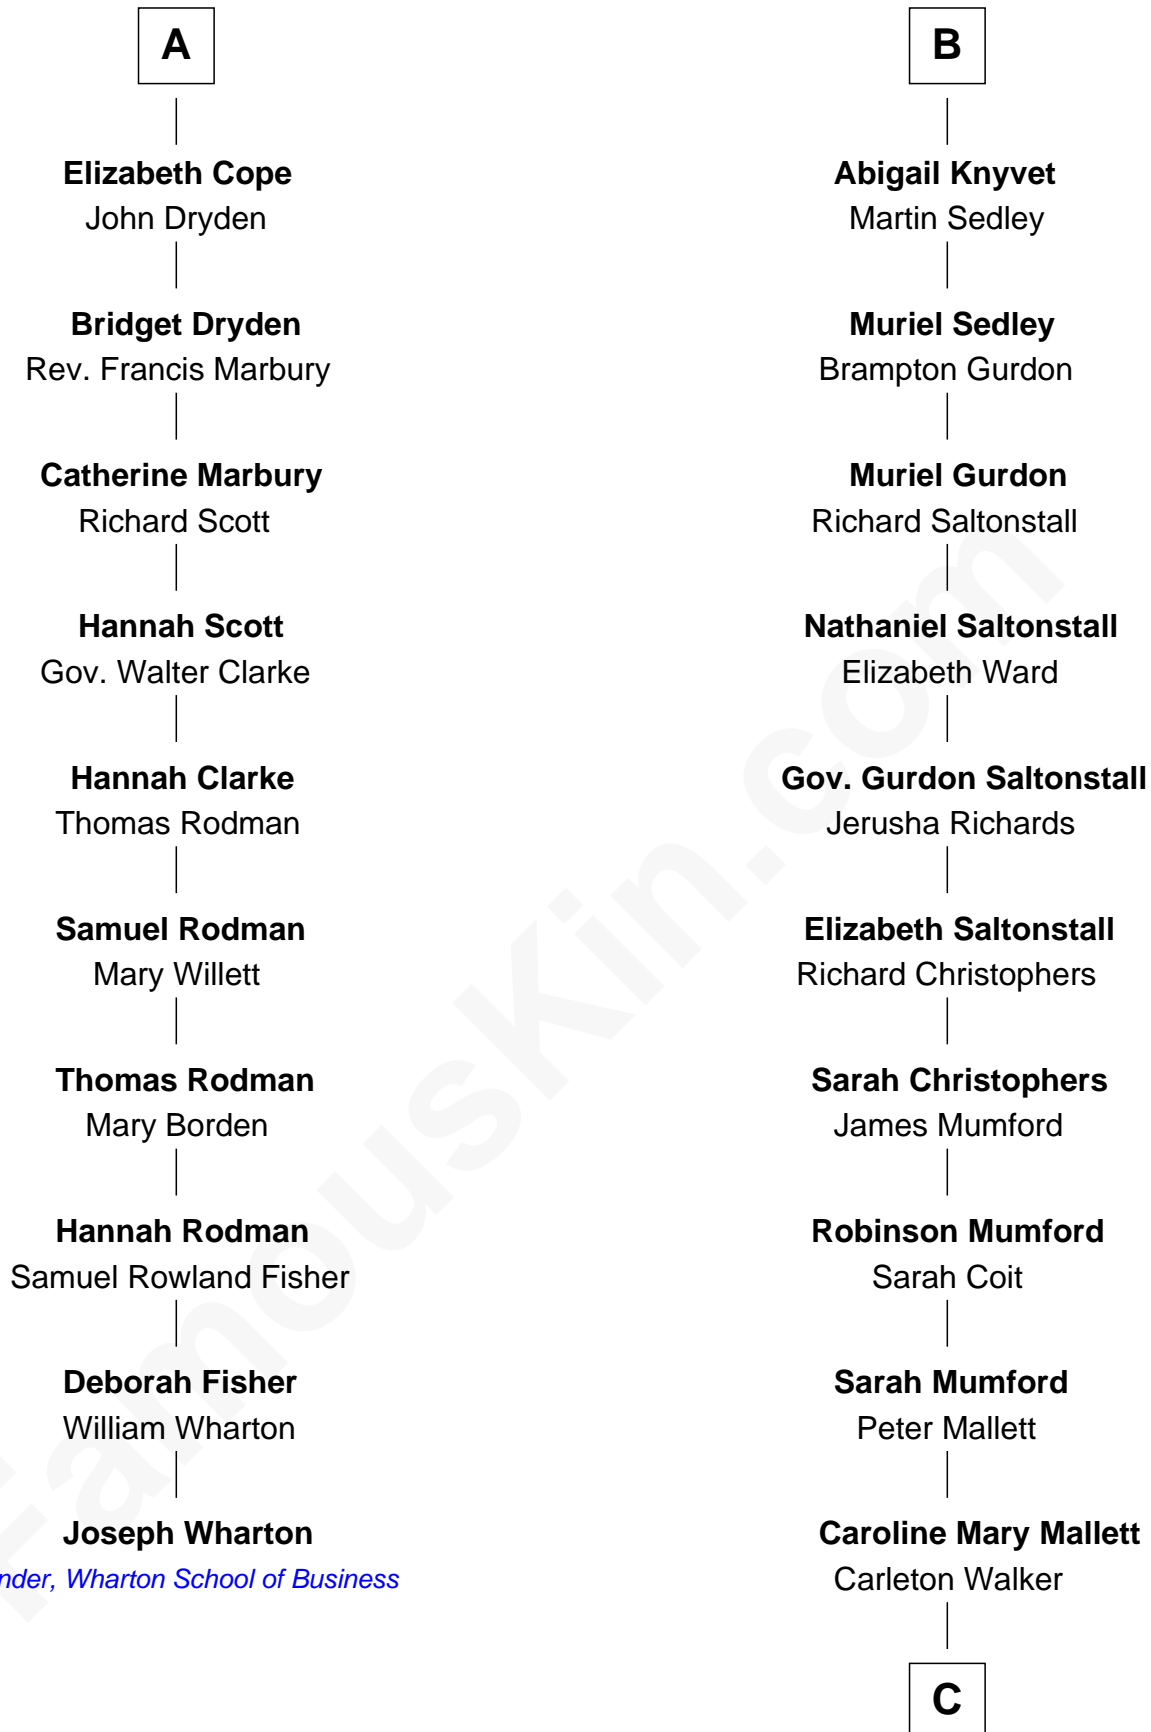 A
Elizabeth Cope
John Dryden
Bridget Dryden
Rev. Francis Marbury
Catherine Marbury
Richard Scott
Hannah Scott
Gov. Walter Clarke
Hannah Clarke
Thomas Rodman
Samuel Rodman
Mary Willett
Thomas Rodman
Mary Borden
Hannah Rodman
Samuel Rowland Fisher
Deborah Fisher
William Wharton
Joseph Wharton
nder, Wharton School of Business
B
Abigail Knyvet
Martin Sedley
Muriel Sedley
Brampton Gurdon
Muriel Gurdon
Richard Saltonstall
Nathaniel Saltonstall
Elizabeth Ward
Gov. Gurdon Saltonstall
Jerusha Richards
Elizabeth Saltonstall
Richard Christophers
Sarah Christophers
James Mumford
Robinson Mumford
Sarah Coit
Sarah Mumford
Peter Mallett
Caroline Mary Mallett
Carleton Walker
C
FamousKin.com